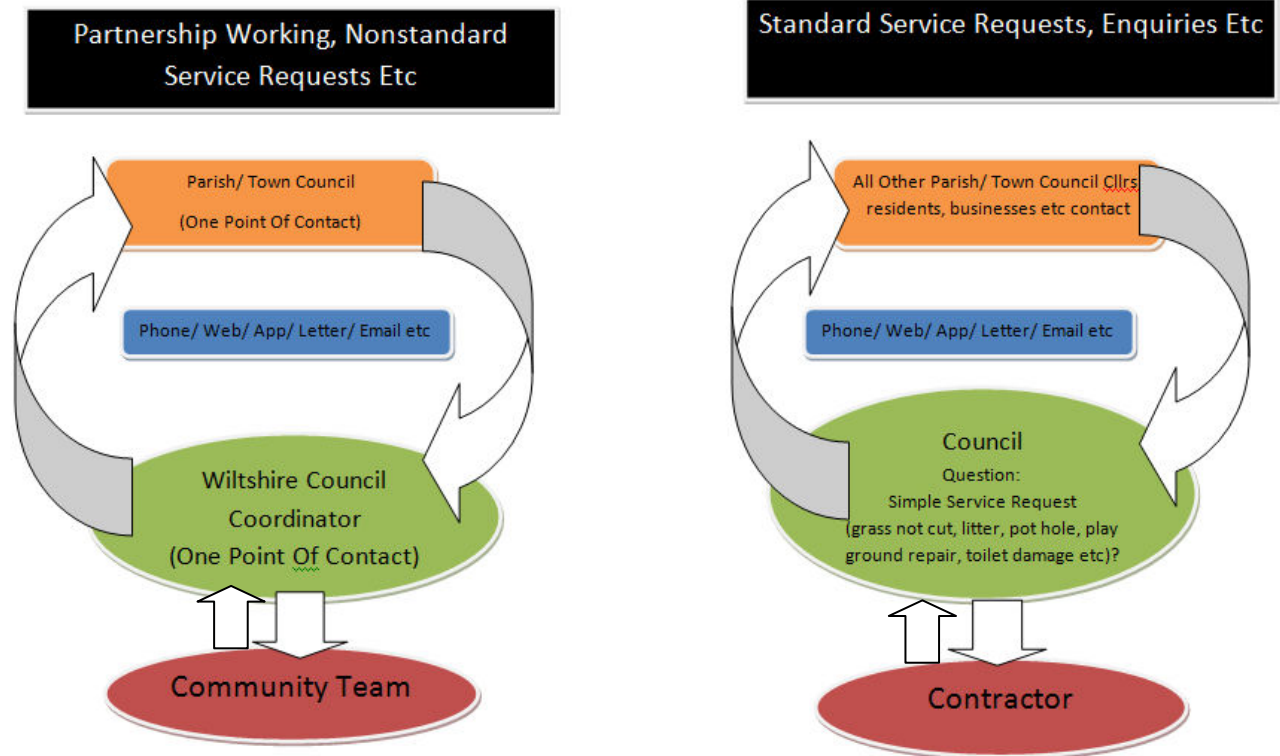 Partnership Working, Nonstandard
Service Requests Etc
Parish/ Town Council
(One Point Of Contact)
Phone/ Web/ App/ Letter/ Email etc
Wiltshire Council
Coordinator
(One Point Of Contact)
Community Team
Standard Service Requests, Enquiries Etc
All Other Parish/ Town Council Cllrs
residents, businesses etc contact
Phone/ Web/ App/ Letter/ Email etc
Council
Question:
Simple Service Request
(grass not cut, litter, pot hole, play
ground repair, toilet damage etc)?
Contractor